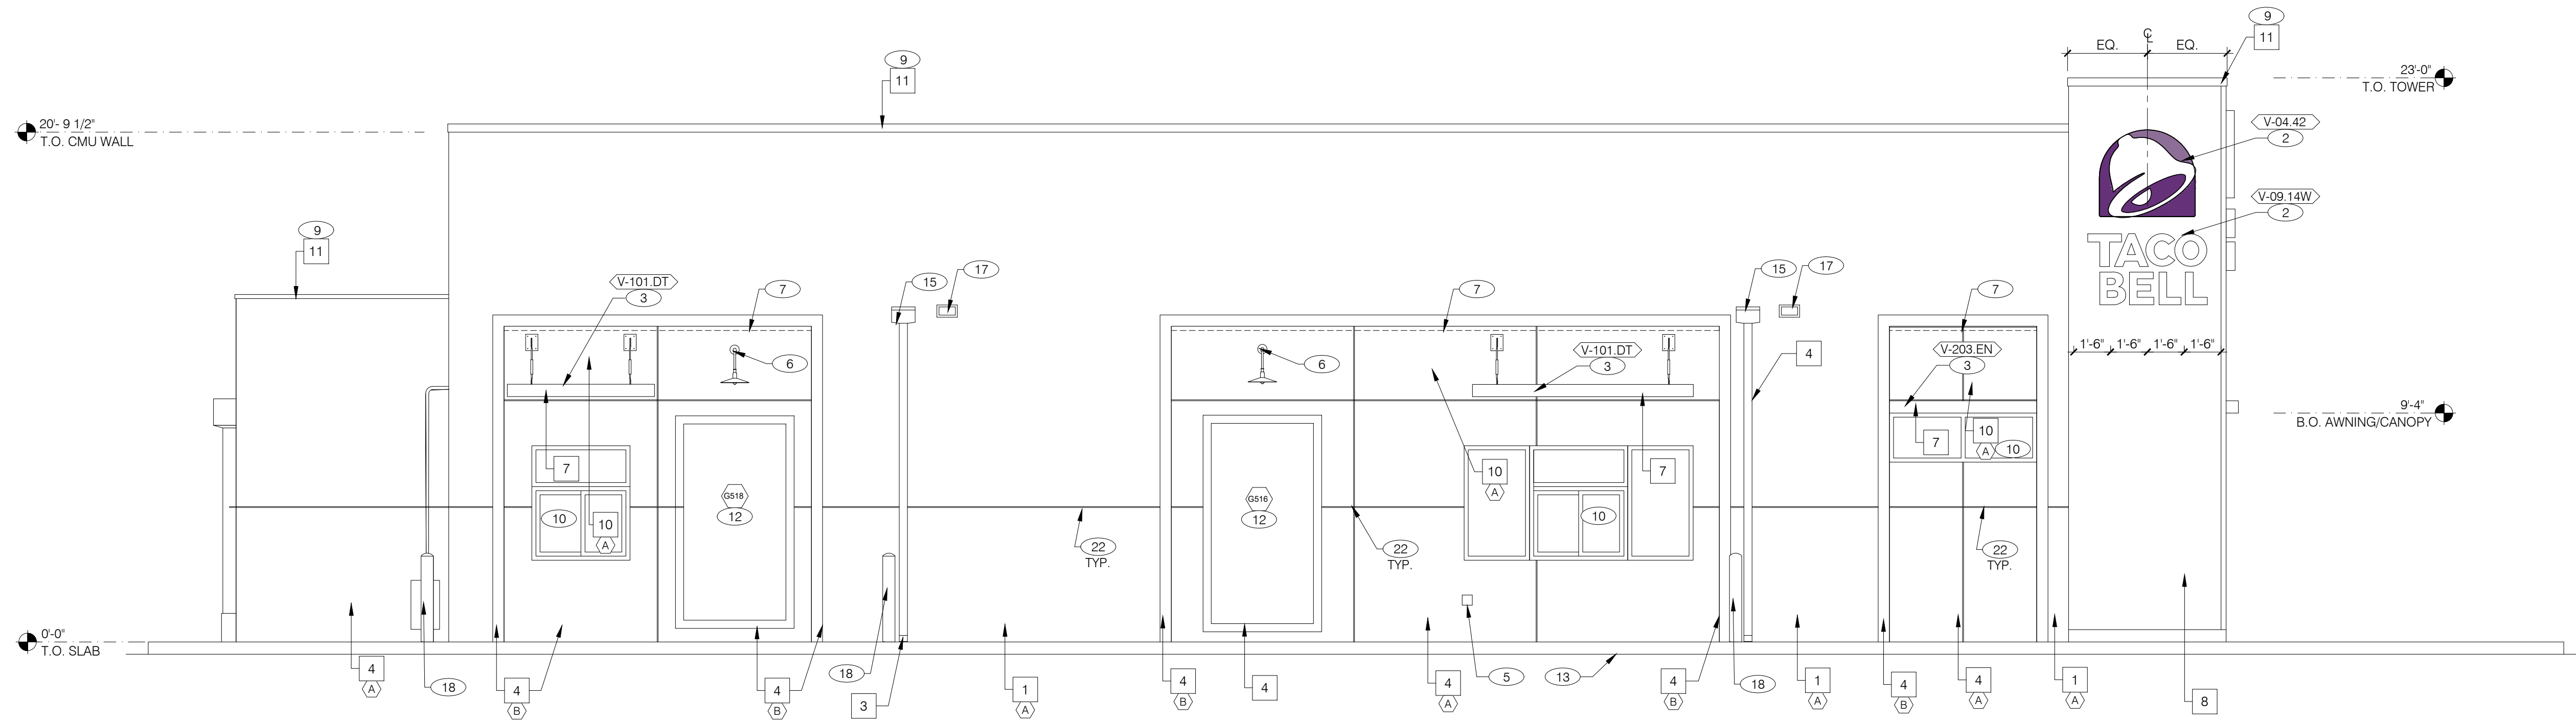 9
11
EQ.
℄
EQ.
9
11
23'-0"
T.O. TOWER
20'- 9 1/2"
T.O. CMU WALL
V-04.42
2
V-09.14W
2
TACO
BELL
9
11
V-101.DT
3
7
15
17
7
15
17
7
6
6
V-101.DT
3
4
V-203.EN
3
1'-6"
1'-6"
1'-6"
1'-6"
9'-4"
B.O. AWNING/CANOPY
7
10
A
10
7
10
A
7
G518
12
G516
12
10
10
A
10
22
TYP.
22
TYP.
22
TYP.
0'-0"
T.O. SLAB
4
A
18
4
B
4
B
18
3
1
A
4
B
4
4
A
5
13
4
B
18
1
A
4
B
4
A
1
A
8